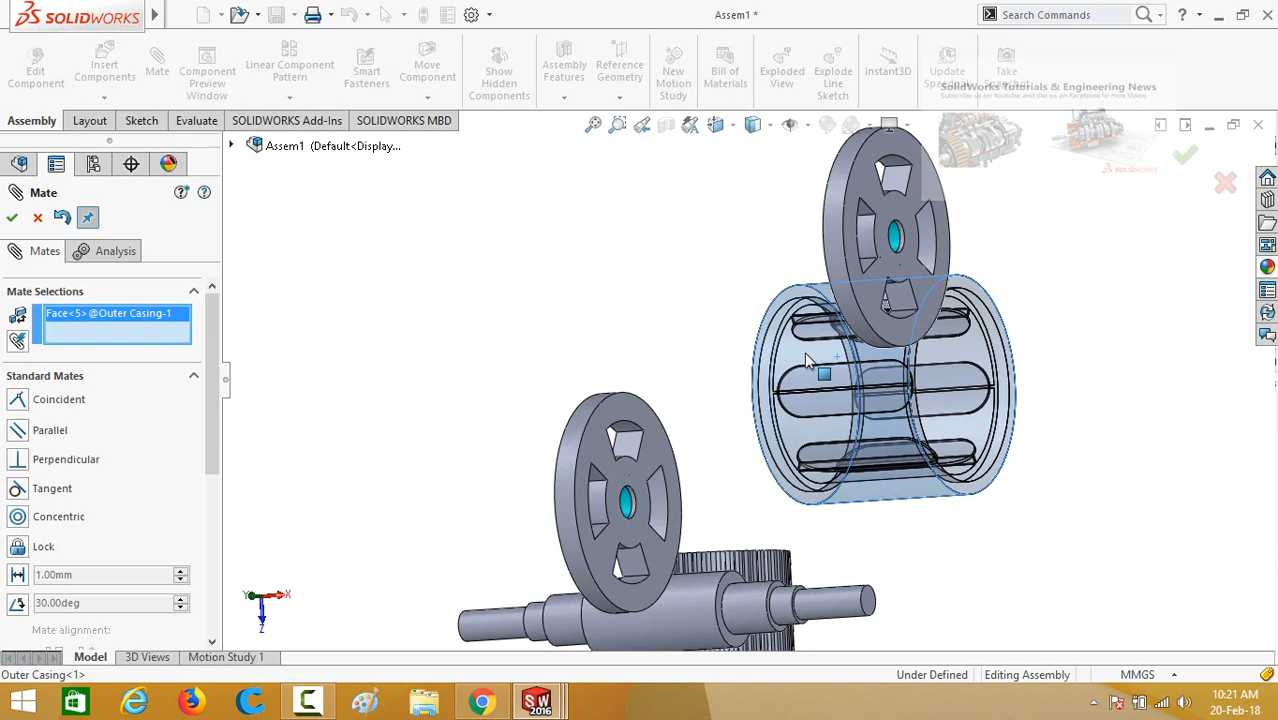 SOLIDWORKS
Assem1 *
Search Commands
?
Edit Component
Insert Components
Mate
Component Preview Window
Linear Component Pattern
Smart Fasteners
Move Component
Show Hidden Components
Assembly Features
Reference Geometry
New Motion Study
Bill of Materials
Exploded View
Explode Line Sketch
Instant3D
Update
Take
SolidWorks Tutorials & Engineering News
Subscribe us on Youtube and like us on Facebook for more Videos
Assembly
Layout
Sketch
Evaluate
SOLIDWORKS Add-Ins
SOLIDWORKS MBD
Assem1 (Default<Display...
SOLIDWORKS
Mate
Mates
Analysis
Mate Selections
Face<5>@Outer Casing-1
Standard Mates
Coincident
Parallel
Perpendicular
Tangent
Concentric
Lock
1.00mm
30.00deg
Mate alignment:
Y
X
Z
Model
3D Views
Motion Study 1
Outer Casing<1>
Under Defined
Editing Assembly
MMGS
SW
2016
10:21 AM
20-Feb-18